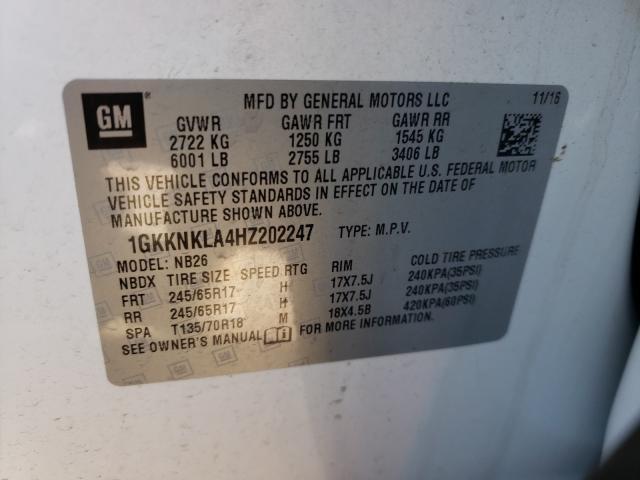 GM MFD BY GENERAL MOTORS LLC 11/16
GVWR GAWR FRT GAWR RR
2722 KG 1250 KG 1545 KG
6001 LB 2755 LB 3406 LB
THIS VEHICLE CONFORMS TO ALL APPLICABLE U.S. FEDERAL MOTOR
VEHICLE SAFETY STANDARDS IN EFFECT ON THE DATE OF
MANUFACTURE SHOWN ABOVE.
1GKKNKLA4HZ202247 TYPE: M.P.V.
MODEL: NB26
NBDX TIRE SIZE SPEED RTG RIM COLD TIRE PRESSURE
FRT 245/65R17 H 17X7.5J 240KPA(35PSI)
RR 245/65R17 H 17X7.5J 240KPA(35PSI)
SPA T135/70R18 M 18X4.5B 420KPA(60PSI)
SEE OWNER'S MANUAL FOR MORE INFORMATION.